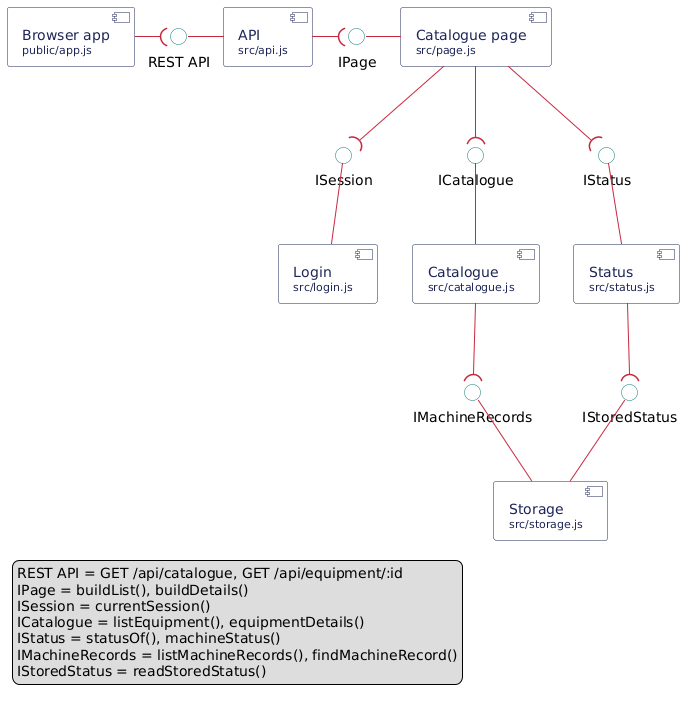 Browser app
public/app.js
REST API
API
src/api.js
IPage
Catalogue page
src/page.js
ISession
ICatalogue
IStatus
Login
src/login.js
Catalogue
src/catalogue.js
Status
src/status.js
IMachineRecords
IStoredStatus
Storage
src/storage.js
REST API = GET /api/catalogue, GET /api/equipment/:id
IPage = buildList(), buildDetails()
ISession = currentSession()
ICatalogue = listEquipment(), equipmentDetails()
IStatus = statusOf(), machineStatus()
IMachineRecords = listMachineRecords(), findMachineRecord()
IStoredStatus = readStoredStatus()